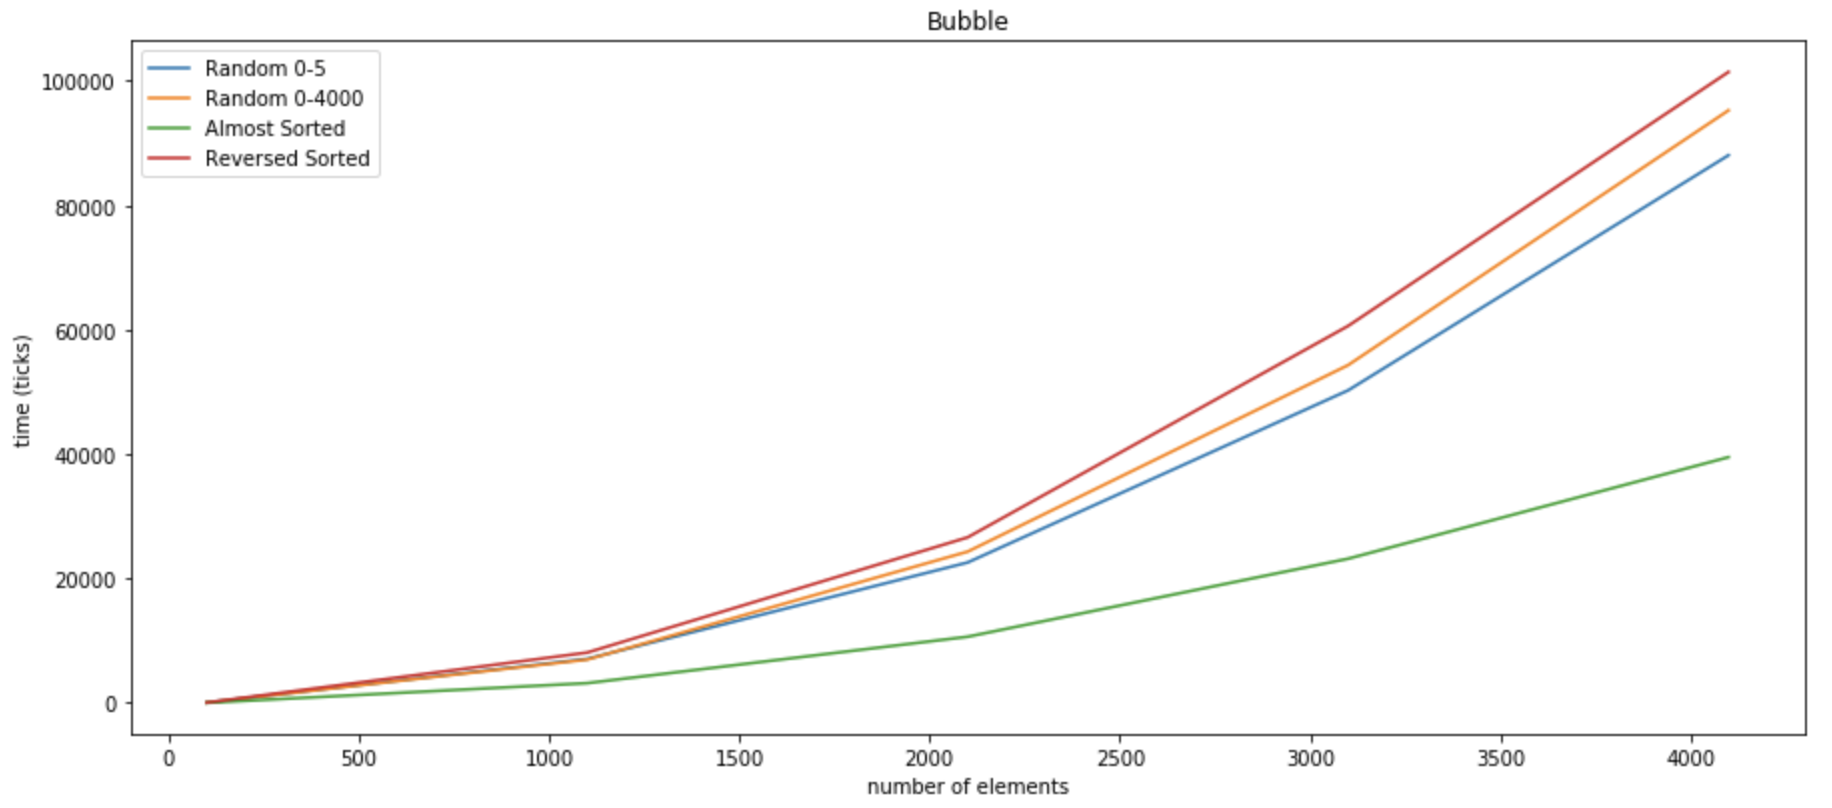 Bubble
Random 0-5
Random 0-4000
Almost Sorted
Reversed Sorted
100000
80000
60000
40000
20000
0
time (ticks)
0 500 1000 1500 2000 2500 3000 3500 4000
number of elements